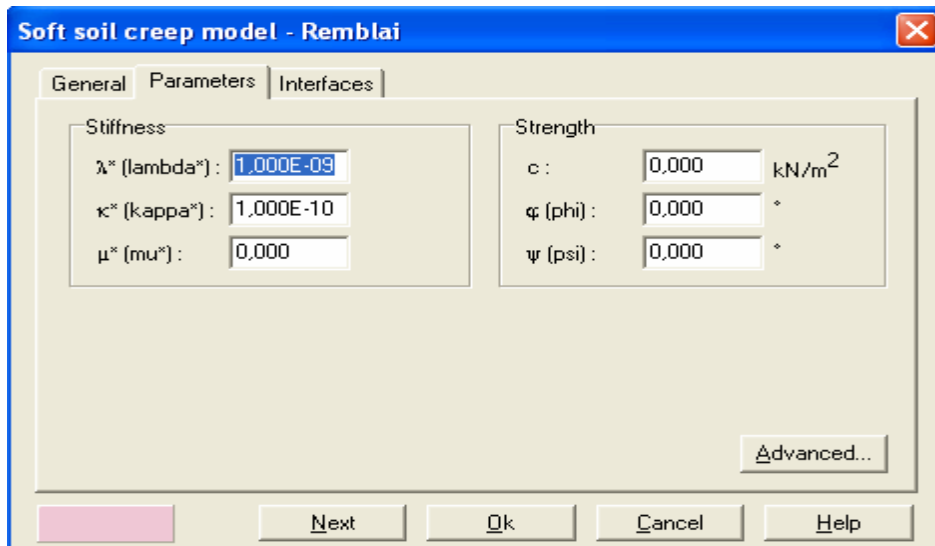 Soft soil creep model - Remblai
General Parameters Interfaces
Stiffness
λ* (lambda*) : 1,000E-09
κ* (kappa*) : 1,000E-10
μ* (mu*) : 0,000
Strength
c : 0,000 kN/m²
φ (phi) : 0,000 °
ψ (psi) : 0,000 °
Advanced...
Next Ok Cancel Help